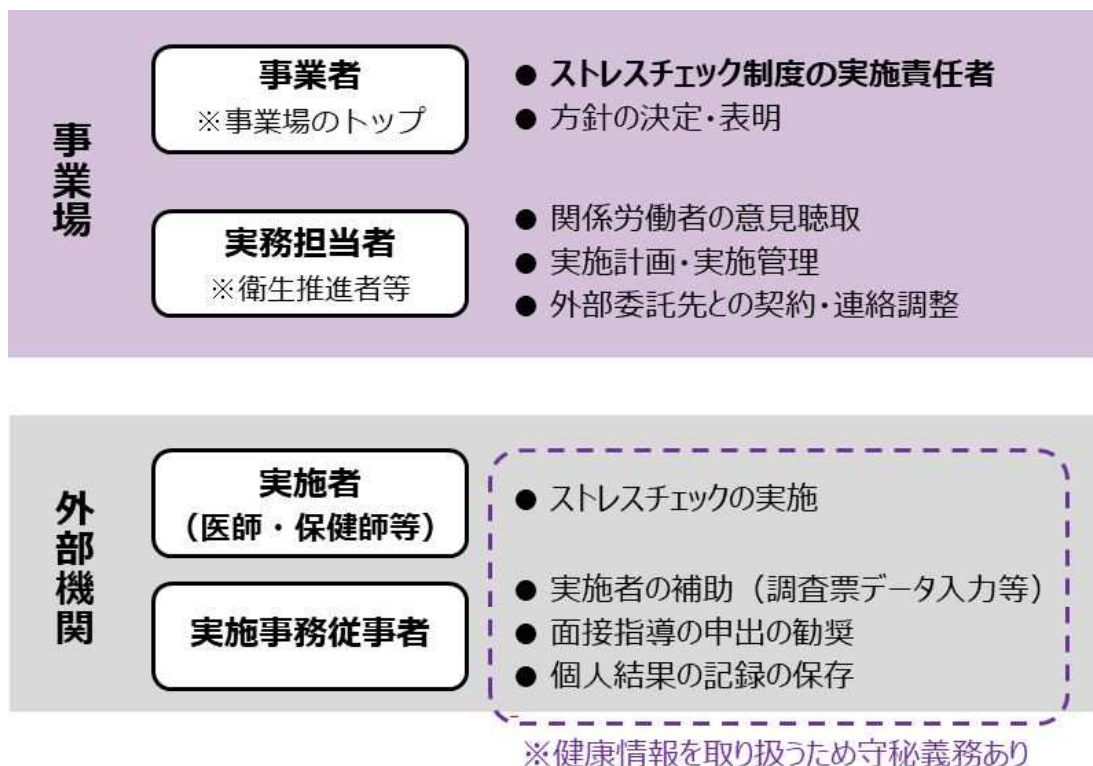 事業場
事業者
※事業場のトップ
● ストレスチェック制度の実施責任者
● 方針の決定・表明
実務担当者
※衛生推進者等
● 関係労働者の意見聴取
● 実施計画・実施管理
● 外部委託先との契約・連絡調整
外部機関
実施者
（医師・保健師等）
● ストレスチェックの実施
実施事務従事者
● 実施者の補助（調査票データ入力等）
● 面接指導の申出の勧奨
● 個人結果の記録の保存
※健康情報を取り扱うため守秘義務あり